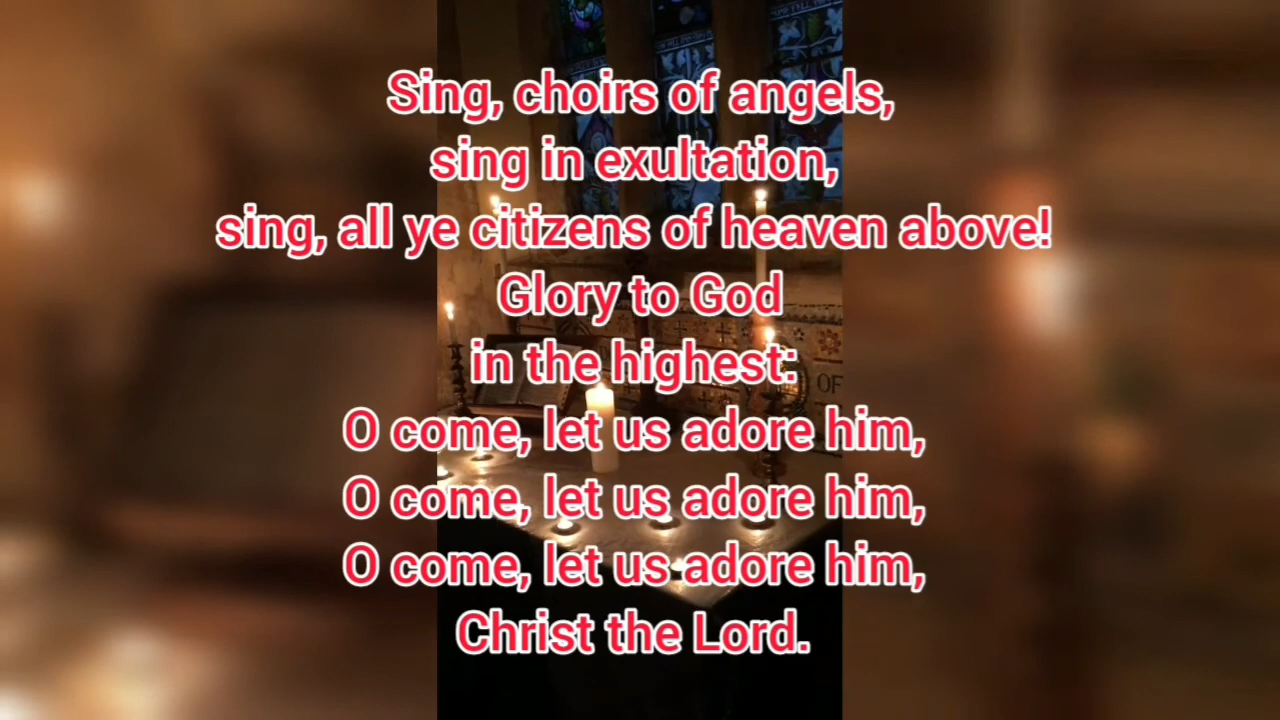 Sing, choirs of angels,
sing in exultation,
sing, all ye citizens of heaven above!
Glory to God
in the highest:
O come, let us adore him,
O come, let us adore him,
O come, let us adore him,
Christ the Lord.
OF